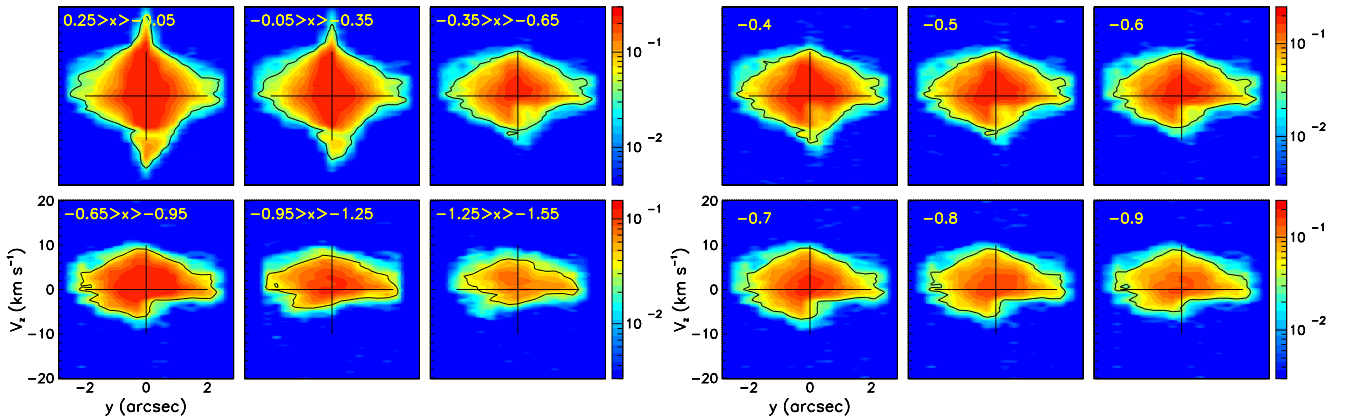 0.25>x>-0.05 -0.05>x>-0.35 -0.35>x>-0.65 10⁻¹ 10⁻² -0.4 -0.5 -0.6 10⁻¹ 10⁻²
20 -0.65>x>-0.95 -0.95>x>-1.25 -1.25>x>-1.55 10⁻¹ 20 -0.7 -0.8 -0.9 10⁻¹
10 10
V_z (km s⁻¹) 0 V_z (km s⁻¹) 0
-10 10⁻² -10 10⁻²
-20 -20
-2 0 2 -2 0 2
y (arcsec) y (arcsec)